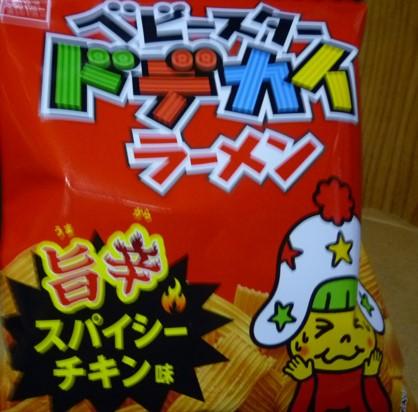 ベビースター
ドデカイ
ラーメン
うま から
旨辛
スパイシー
チキン味